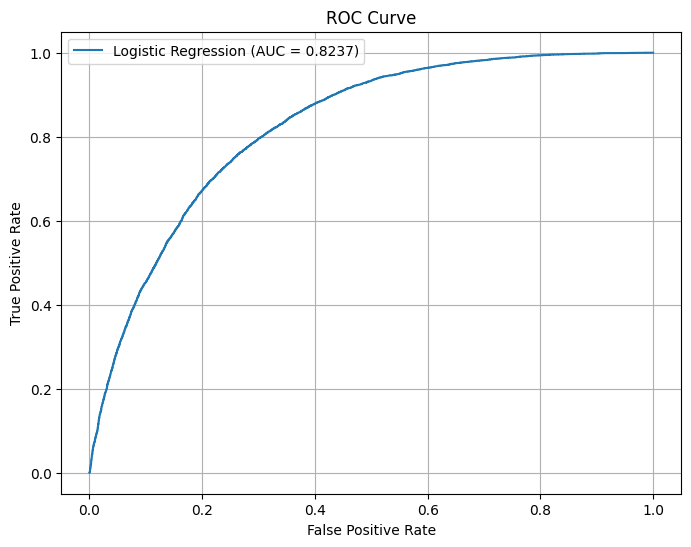 ROC Curve
Logistic Regression (AUC = 0.8237)
True Positive Rate
1.0
0.8
0.6
0.4
0.2
0.0
0.0 0.2 0.4 0.6 0.8 1.0
False Positive Rate